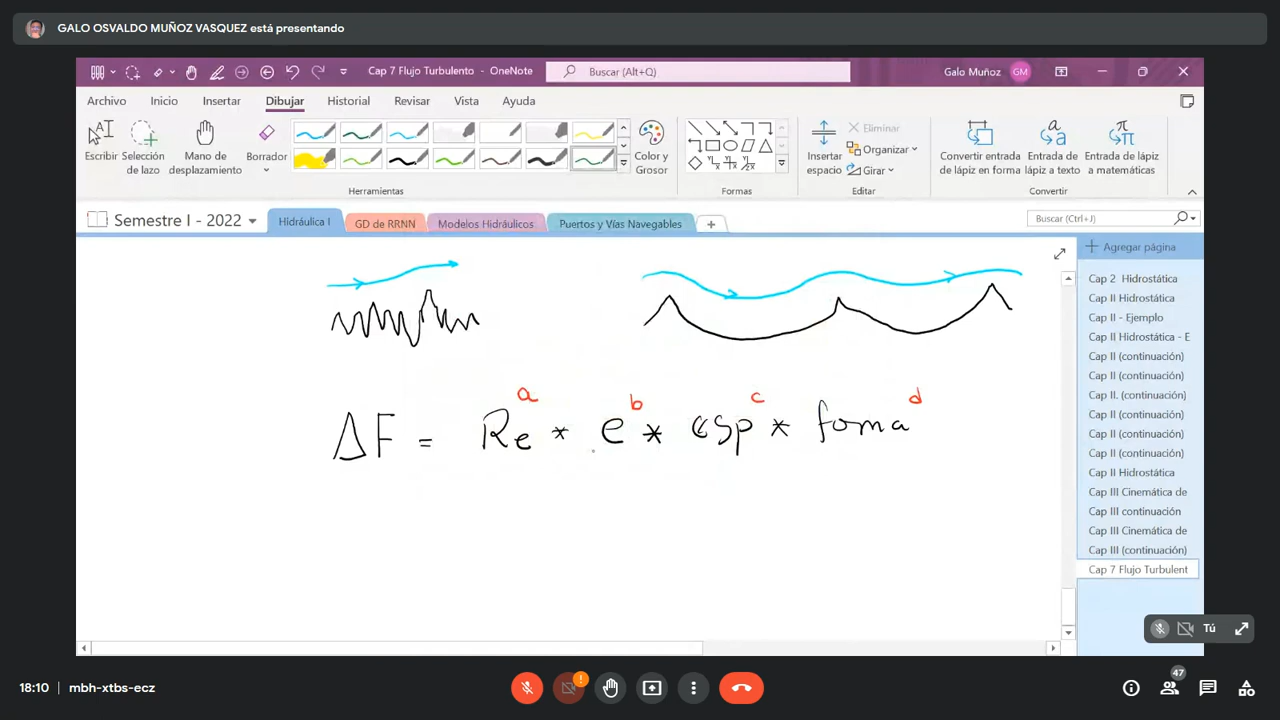 GALO OSVALDO MUÑOZ VASQUEZ está presentando
Cap 7 Flujo Turbulento - OneNote
Buscar (Alt+Q)
Galo Muñoz GM
Archivo Inicio Insertar Dibujar Historial Revisar Vista Ayuda
Escribir
Selección de lazo
Mano de desplazamiento
Borrador
Herramientas
Color y Grosor
Formas
Insertar espacio
Eliminar
Organizar
Girar
Editar
Convertir entrada de lápiz en forma
Entrada de lápiz a texto
Entrada de lápiz a matemáticas
Convertir
Semestre I - 2022
Hidráulica I GD de RRNN Modelos Hidráulicos Puertos y Vías Navegables
Buscar (Ctrl+J)
Agregar página
Cap 2 Hidrostática
Cap II Hidrostática
Cap II - Ejemplo
Cap II Hidrostática - E
Cap II (continuación)
Cap II (continuación)
Cap II. (continuación)
Cap II (continuación)
Cap II (continuación)
Cap II (continuación)
Cap II Hidrostática
Cap III Cinemática de
Cap III continuación
Cap III Cinemática de
Cap III (continuación)
Cap 7 Flujo Turbulent
a b c d
ΔF = Re * e * esp * foma
Tú
18:10 mbh-xtbs-ecz
47